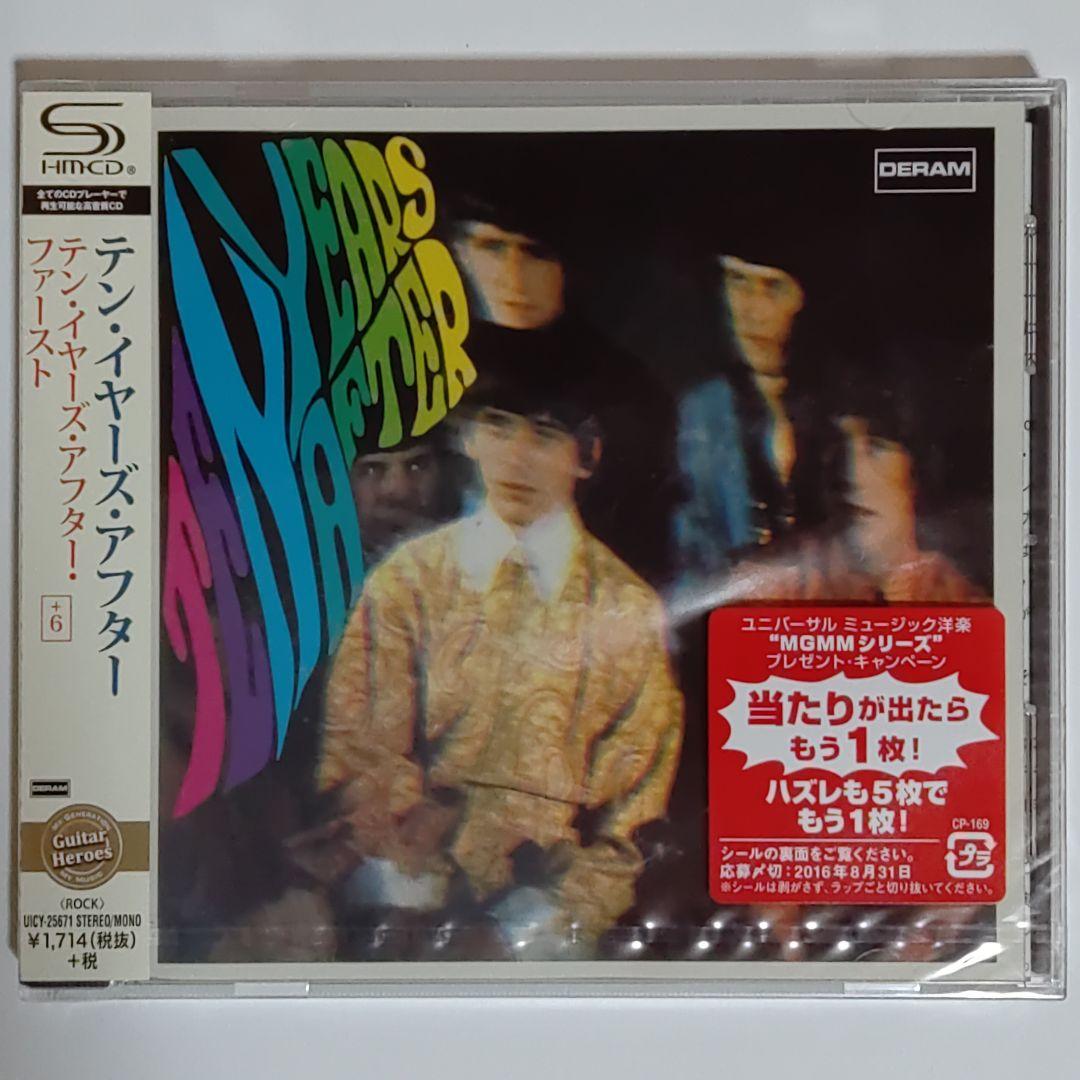 HM-CD®
全てのCDプレーヤーで
再生可能な高音質CD
テン・イヤーズ・アフター
テン・イヤーズ・アフター・
ファースト
+6
DERAM
MY GENERATION
Guitar
Heroes
MY MUSIC
〈ROCK〉
UICY-25671 STEREO/MONO
¥1,714(税抜)
+税
TEN YEARS AFTER
DERAM
ユニバーサル ミュージック洋楽
“MGMMシリーズ”
プレゼント・キャンペーン
当たりが出たら
もう1枚!
ハズレも5枚で
もう1枚!
CP-169
プラ
シールの裏面をご覧ください。
応募〆切:2016年8月31日
※シールは剥がさず、ラップごと切り抜いてください。